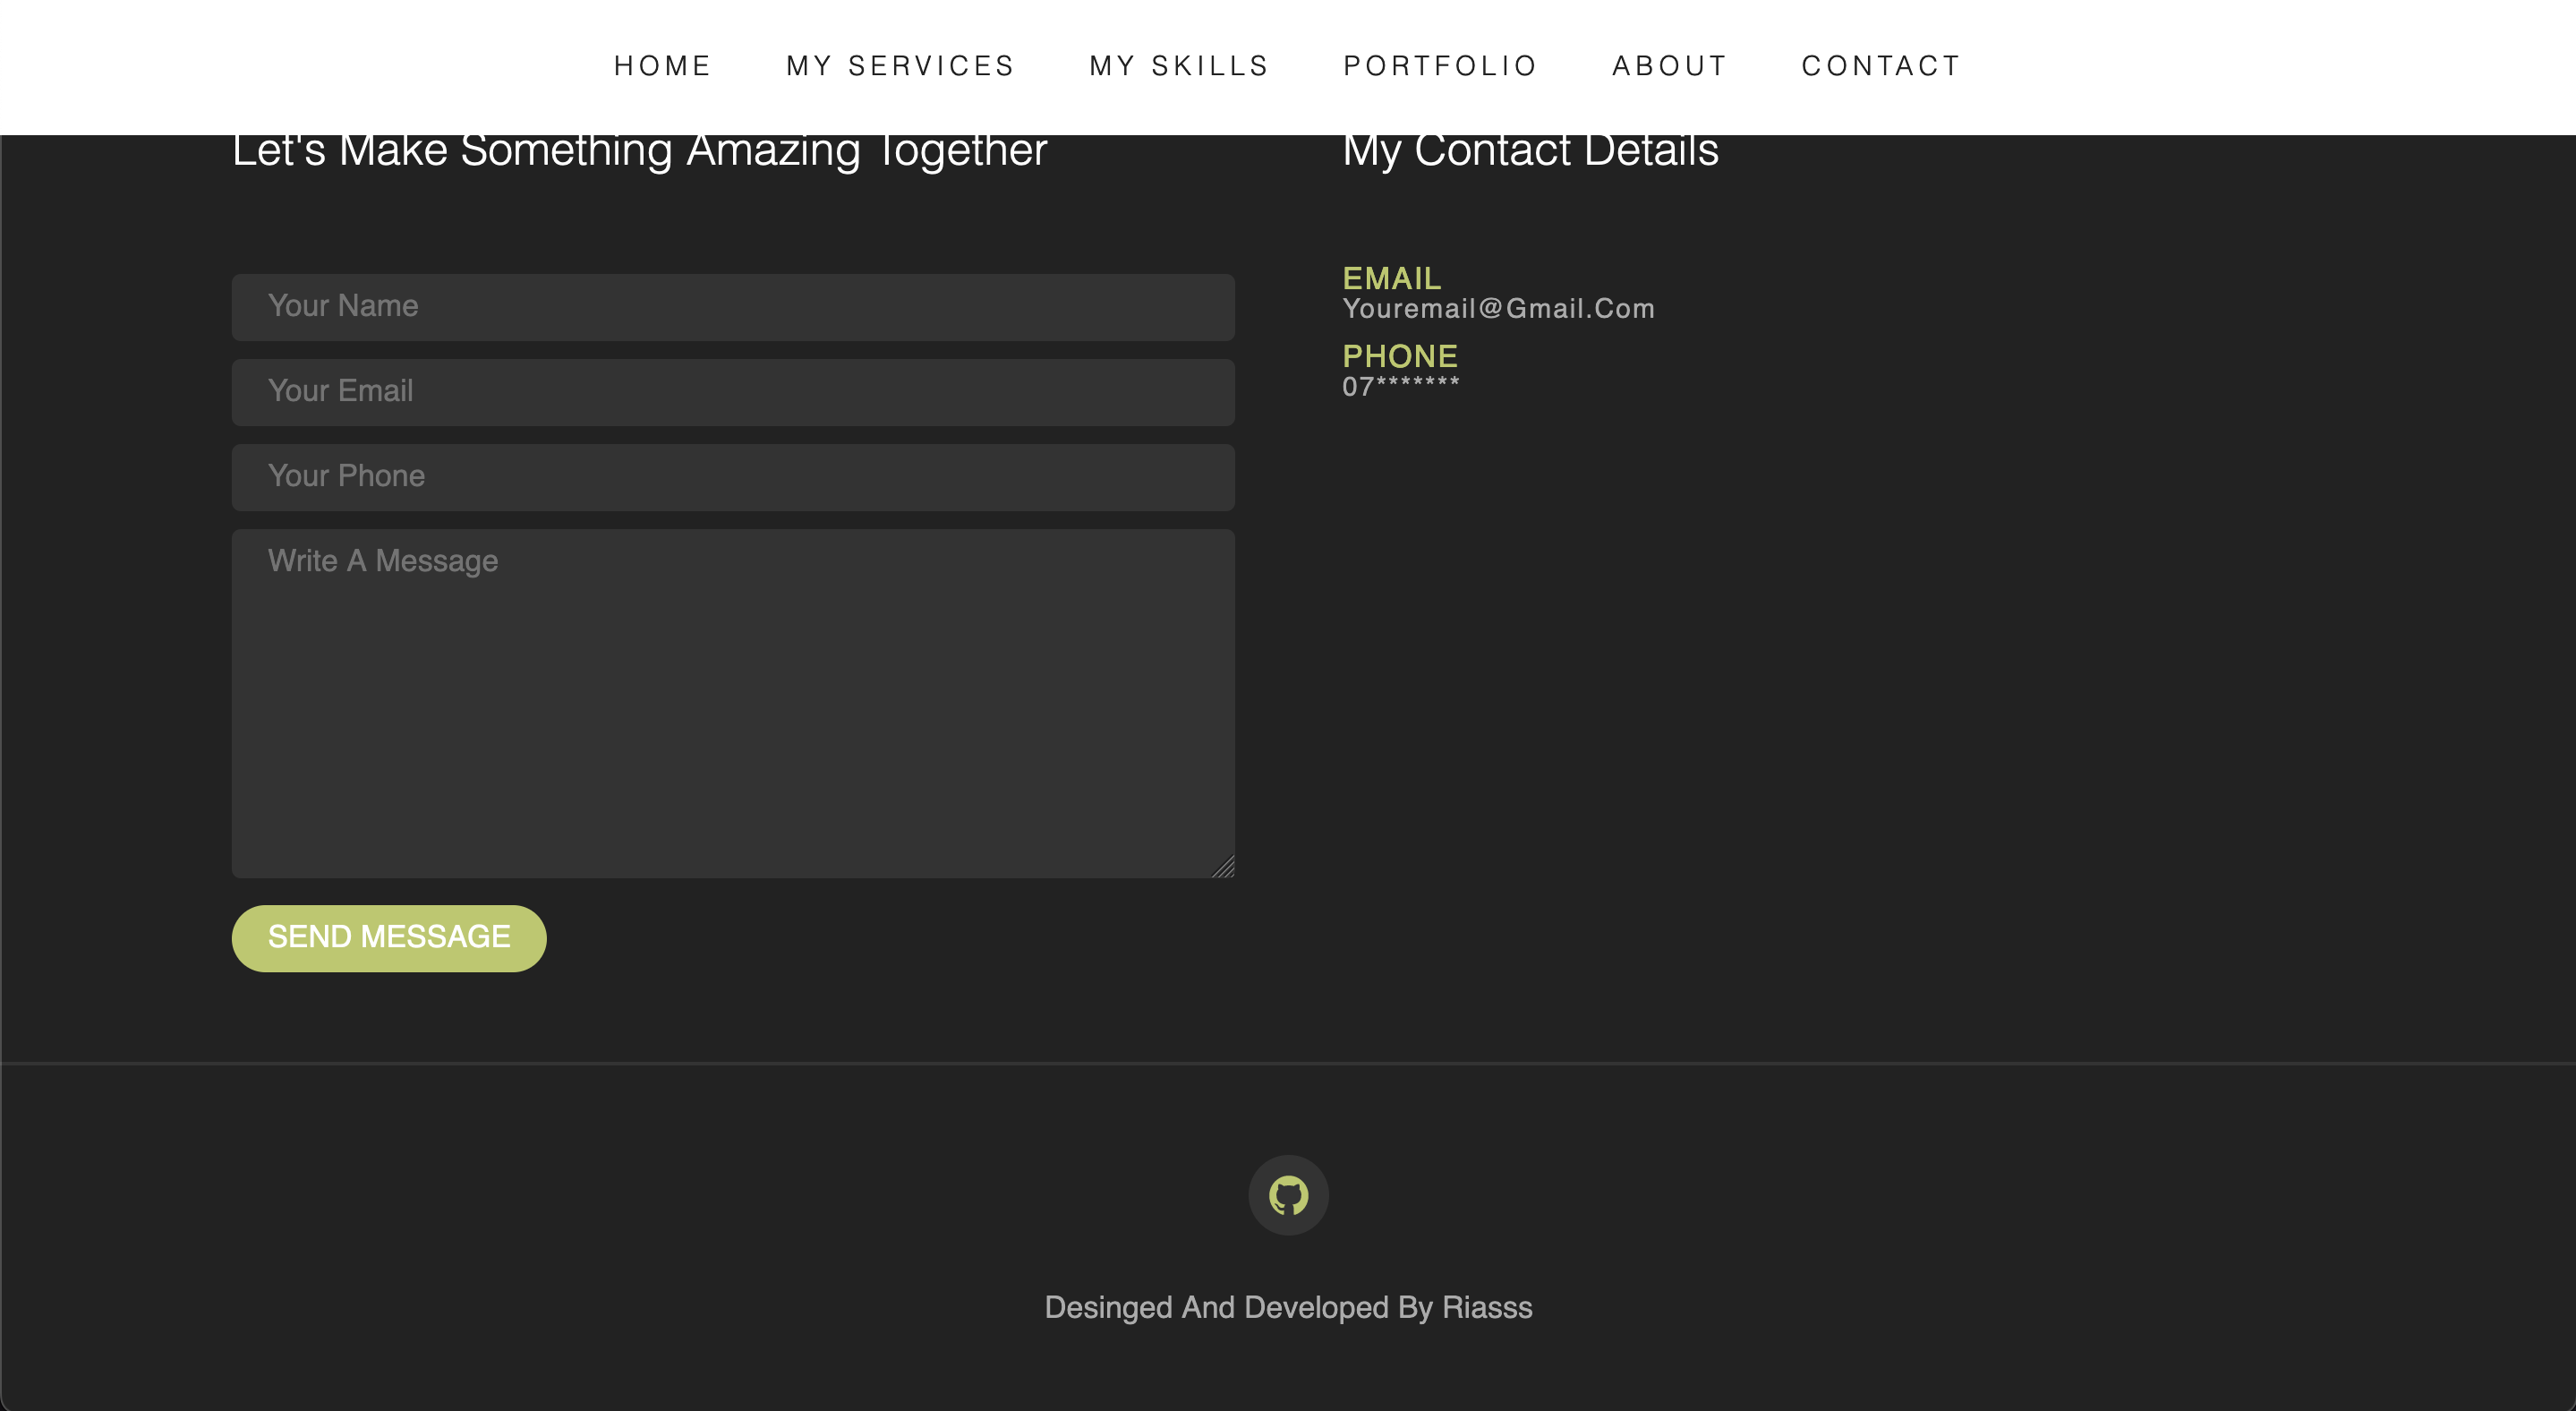 HOME MY SERVICES MY SKILLS PORTFOLIO ABOUT CONTACT
Let's Make Something Amazing Together
Your Name
Your Email
Your Phone
Write A Message
SEND MESSAGE
My Contact Details
EMAIL
Youremail@Gmail.Com
PHONE
07*******
Desinged And Developed By Riasss